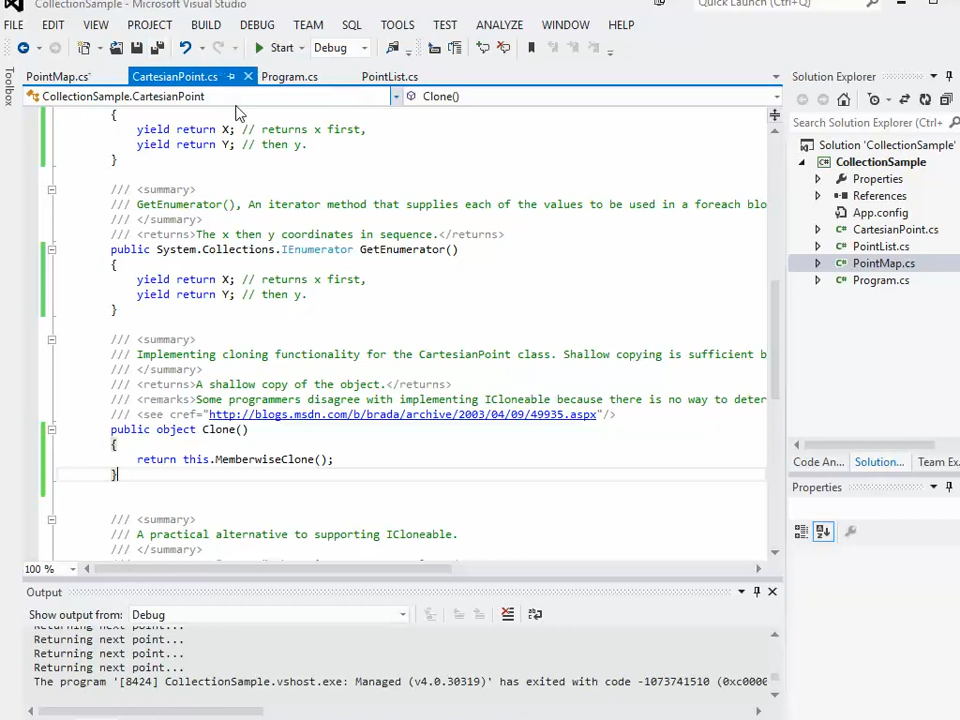 CollectionSample - Microsoft Visual Studio
Quick Launch (Ctrl+Q)
FILE EDIT VIEW PROJECT BUILD DEBUG TEAM SQL TOOLS TEST ANALYZE WINDOW HELP
Start Debug
Toolbox
PointMap.cs* CartesianPoint.cs Program.cs PointList.cs
CollectionSample.CartesianPoint Clone()
{
yield return X; // returns x first,
yield return Y; // then y.
}
/// <summary>
/// GetEnumerator(), An iterator method that supplies each of the values to be used in a foreach blo
/// </summary>
/// <returns>The x then y coordinates in sequence.</returns>
public System.Collections.IEnumerator GetEnumerator()
{
yield return X; // returns x first,
yield return Y; // then y.
}
/// <summary>
/// Implementing cloning functionality for the CartesianPoint class. Shallow copying is sufficient b
/// </summary>
/// <returns>A shallow copy of the object.</returns>
/// <remarks>Some programmers disagree with implementing ICloneable because there is no way to deter
/// <see cref="http://blogs.msdn.com/b/brada/archive/2003/04/09/49935.aspx"/>
public object Clone()
{
return this.MemberwiseClone();
}
/// <summary>
/// A practical alternative to supporting ICloneable.
/// </summary>
100 %
Output
Show output from: Debug
Returning next point...
Returning next point...
Returning next point...
Returning next point...
The program '[8424] CollectionSample.vshost.exe: Managed (v4.0.30319)' has exited with code -1073741510 (0xc000
Solution Explorer
Search Solution Explorer (Ctrl+
Solution 'CollectionSample'
CollectionSample
Properties
References
App.config
CartesianPoint.cs
PointList.cs
PointMap.cs
Program.cs
Code An... Solution... Team Ex
Properties